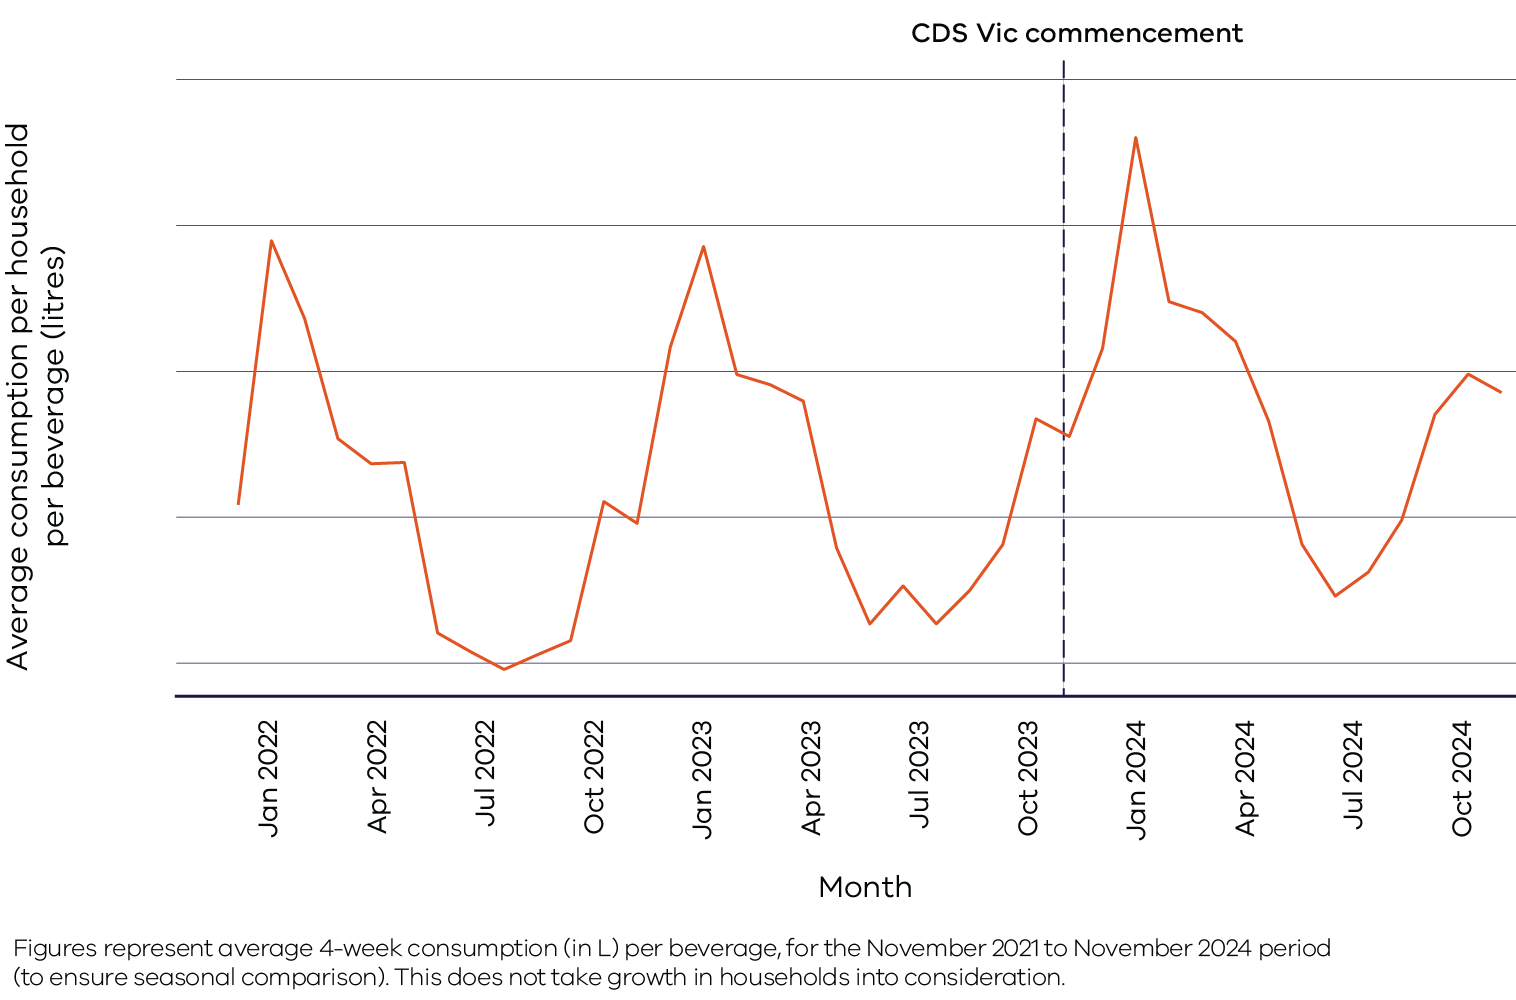 CDS Vic commencement
Average consumption per household
per beverage (litres)
Jan 2022
Apr 2022
Jul 2022
Oct 2022
Jan 2023
Apr 2023
Jul 2023
Oct 2023
Jan 2024
Apr 2024
Jul 2024
Oct 2024
Month
Figures represent average 4-week consumption (in L) per beverage, for the November 2021 to November 2024 period
(to ensure seasonal comparison). This does not take growth in households into consideration.